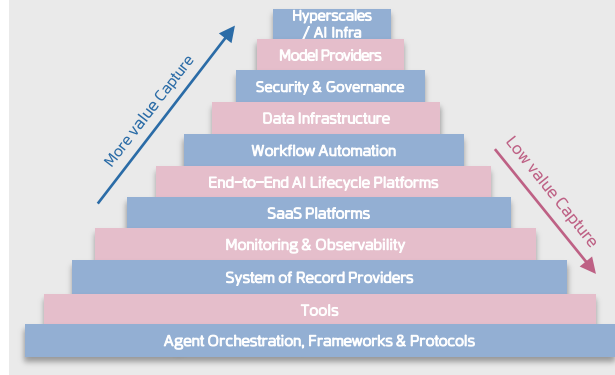 Hyperscales
/ AI Infra
Model Providers
Security & Governance
Data Infrastructure
Workflow Automation
End-to-End AI Lifecycle Platforms
SaaS Platforms
Monitoring & Observability
System of Record Providers
Tools
Agent Orchestration, Frameworks & Protocols
More value Capture
Low value Capture